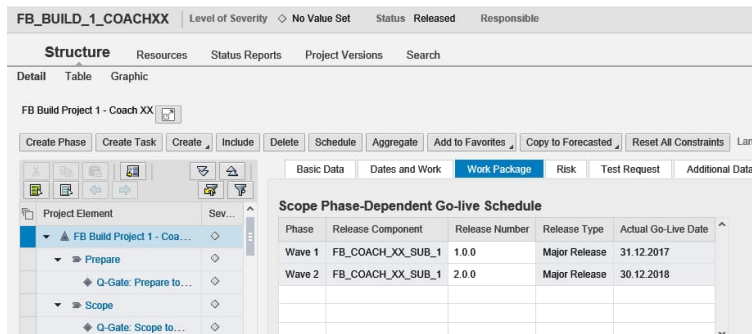 FB_BUILD_1_COACHXX Level of Severity No Value Set Status Released Responsible
Structure Resources Status Reports Project Versions Search
Detail Table Graphic
FB Build Project 1 - Coach XX
Create Phase Create Task Create Include Delete Schedule Aggregate Add to Favorites Copy to Forecasted Reset All Constraints
Basic Data Dates and Work Work Package Risk Test Request Additional Data
Project Element Sev...
FB Build Project 1 - Coa...
Prepare
Q-Gate: Prepare to...
Scope
Q-Gate: Scope to...
Scope Phase-Dependent Go-live Schedule
Phase Release Component Release Number Release Type Actual Go-Live Date
Wave 1 FB_COACH_XX_SUB_1 1.0.0 Major Release 31.12.2017
Wave 2 FB_COACH_XX_SUB_1 2.0.0 Major Release 30.12.2018